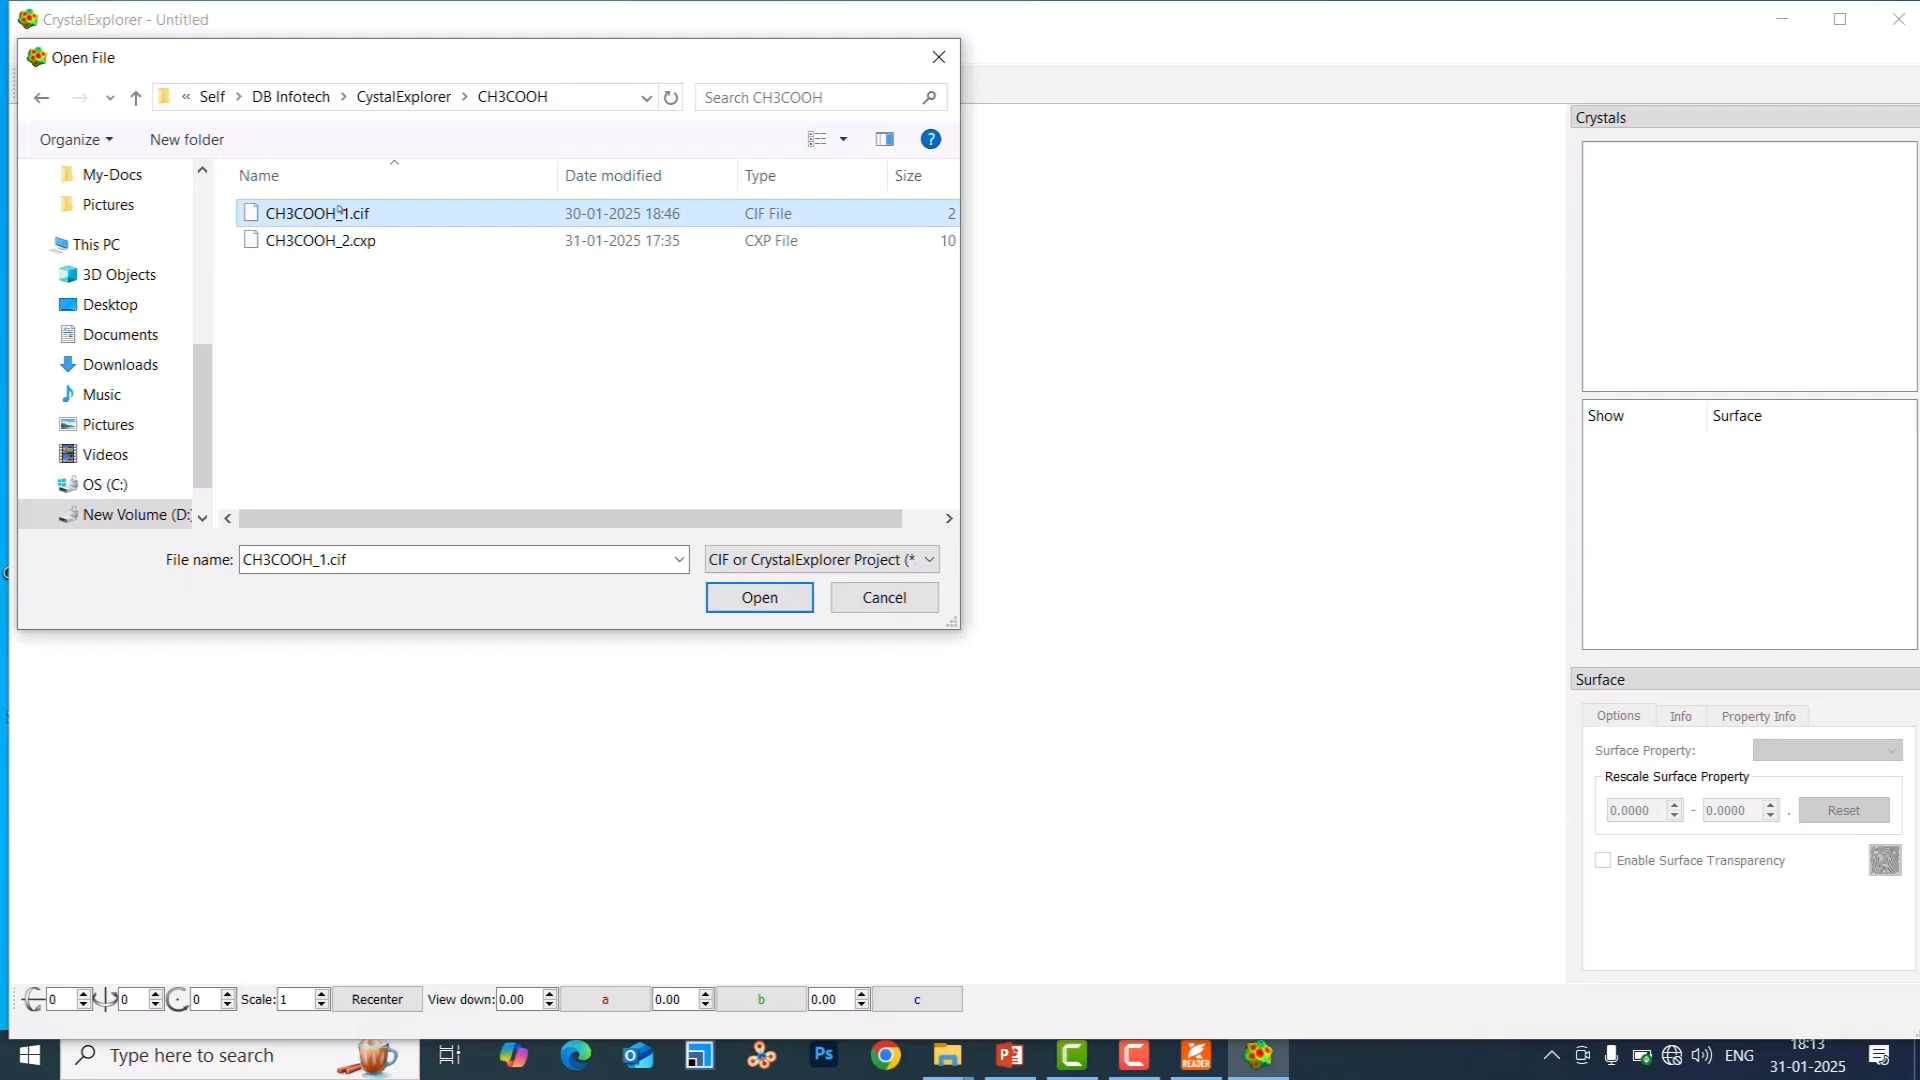 CrystalExplorer - Untitled
Open File
« Self > DB Infotech > CystalExplorer > CH3COOH
Search CH3COOH
Organize
New folder
Name
Date modified
Type
Size
CH3COOH_1.cif
30-01-2025 18:46
CIF File
2
CH3COOH_2.cxp
31-01-2025 17:35
CXP File
10
My-Docs
Pictures
This PC
3D Objects
Desktop
Documents
Downloads
Music
Pictures
Videos
OS (C:)
New Volume (D:
File name:
CH3COOH_1.cif
CIF or CrystalExplorer Project (*
Open
Cancel
Crystals
Show
Surface
Surface
Options
Info
Property Info
Surface Property:
Rescale Surface Property
0.0000
-
0.0000
.
Reset
Enable Surface Transparency
0
0
0
Scale:
1
Recenter
View down:
0.00
a
0.00
b
0.00
c
Type here to search
Ps
READER
ENG
18:13
31-01-2025